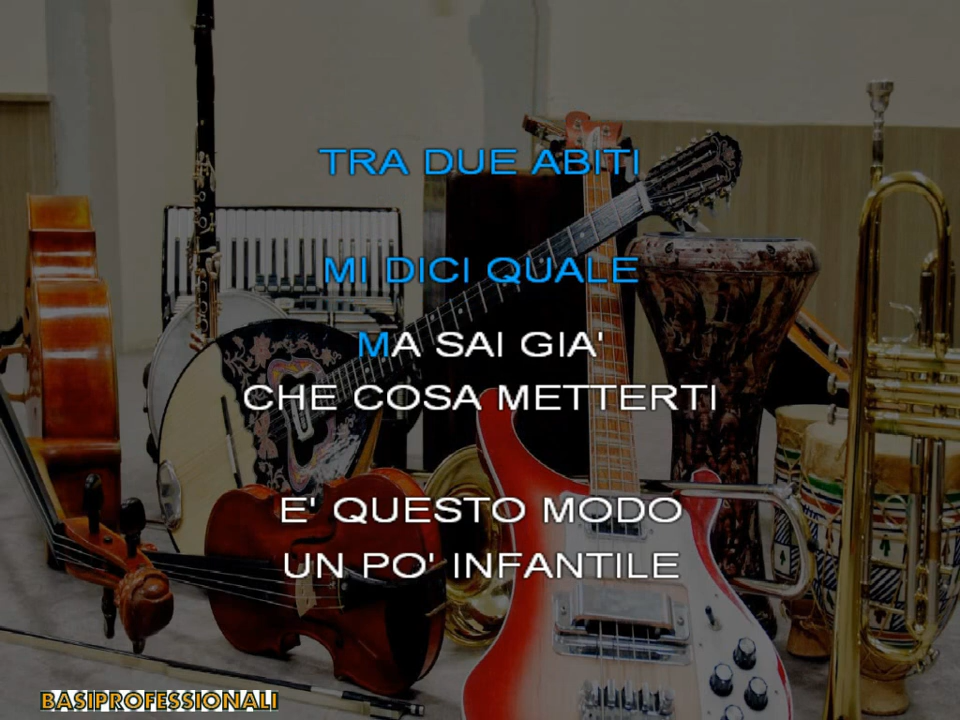 TRA DUE ABITI
MI DICI QUALE
MA SAI GIA'
CHE COSA METTERTI
E' QUESTO MODO
UN PO' INFANTILE
BASIPROFESSIONALI